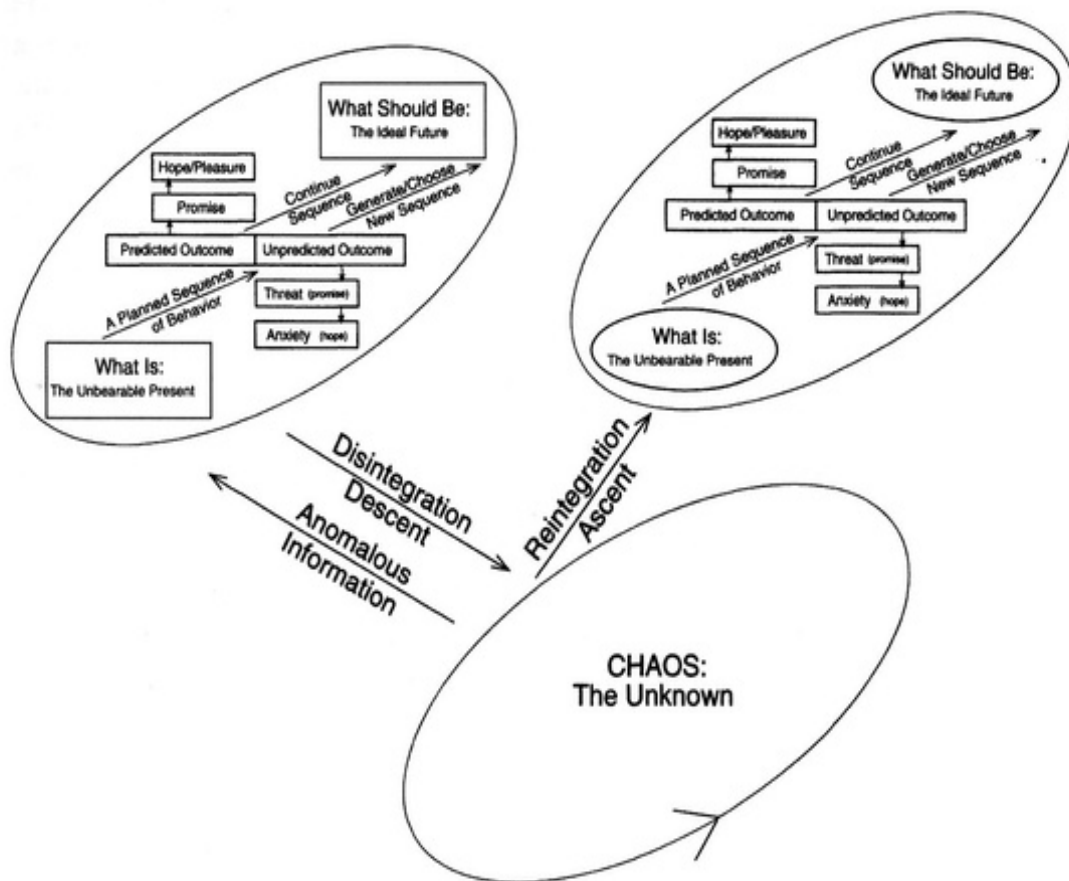 What Should Be:
The Ideal Future
Hope/Pleasure
Promise
Continue
Sequence
Generate/Choose
New Sequence
Predicted Outcome
Unpredicted Outcome
A Planned Sequence
of Behavior
Threat (promise)
Anxiety (hope)
What Is:
The Unbearable Present
What Should Be:
The Ideal Future
Hope/Pleasure
Promise
Continue
Sequence
Generate/Choose
New Sequence
Predicted Outcome
Unpredicted Outcome
A Planned Sequence
of Behavior
Threat (promise)
Anxiety (hope)
What Is:
The Unbearable Present
Disintegration
Descent
Anomalous
Information
Reintegration
Ascent
CHAOS:
The Unknown